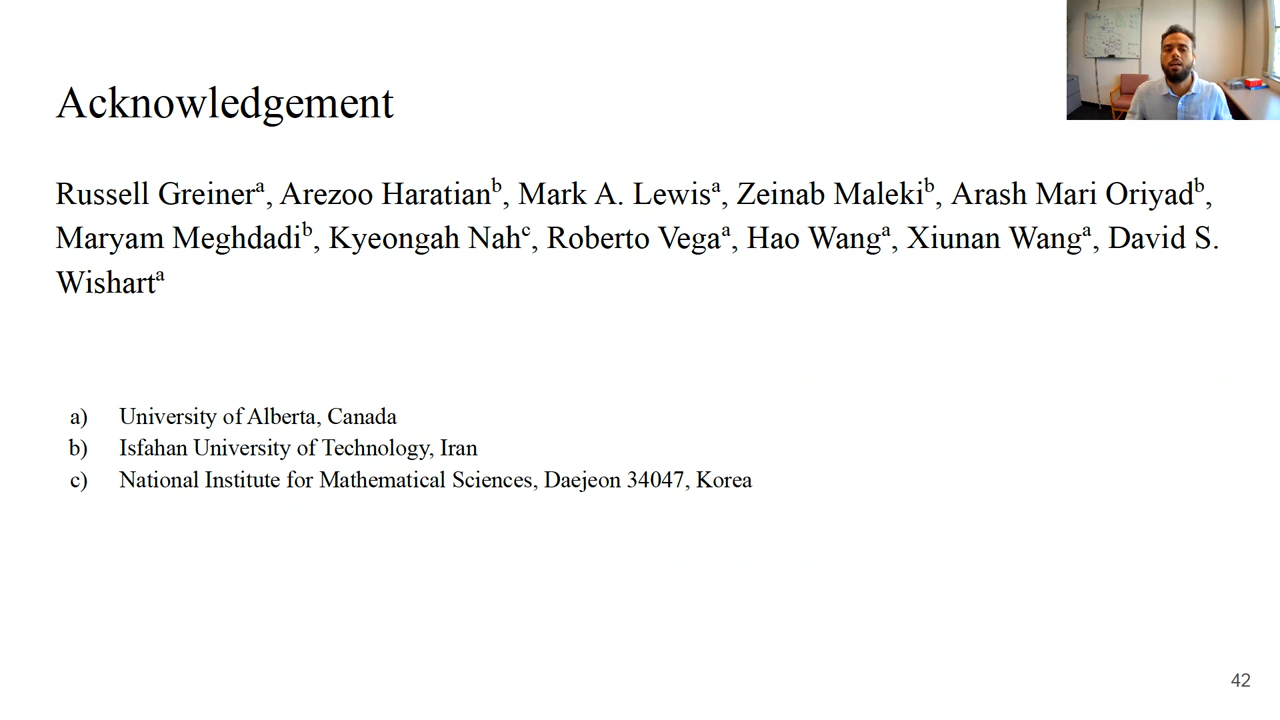 Acknowledgement
Russell Greinerᵃ, Arezoo Haratianᵇ, Mark A. Lewisᵃ, Zeinab Malekiᵇ, Arash Mari Oriyadᵇ,
Maryam Meghdadiᵇ, Kyeongah Nahᶜ, Roberto Vegaᵃ, Hao Wangᵃ, Xiunan Wangᵃ, David S.
Wishartᵃ
a) University of Alberta, Canada
b) Isfahan University of Technology, Iran
c) National Institute for Mathematical Sciences, Daejeon 34047, Korea
42